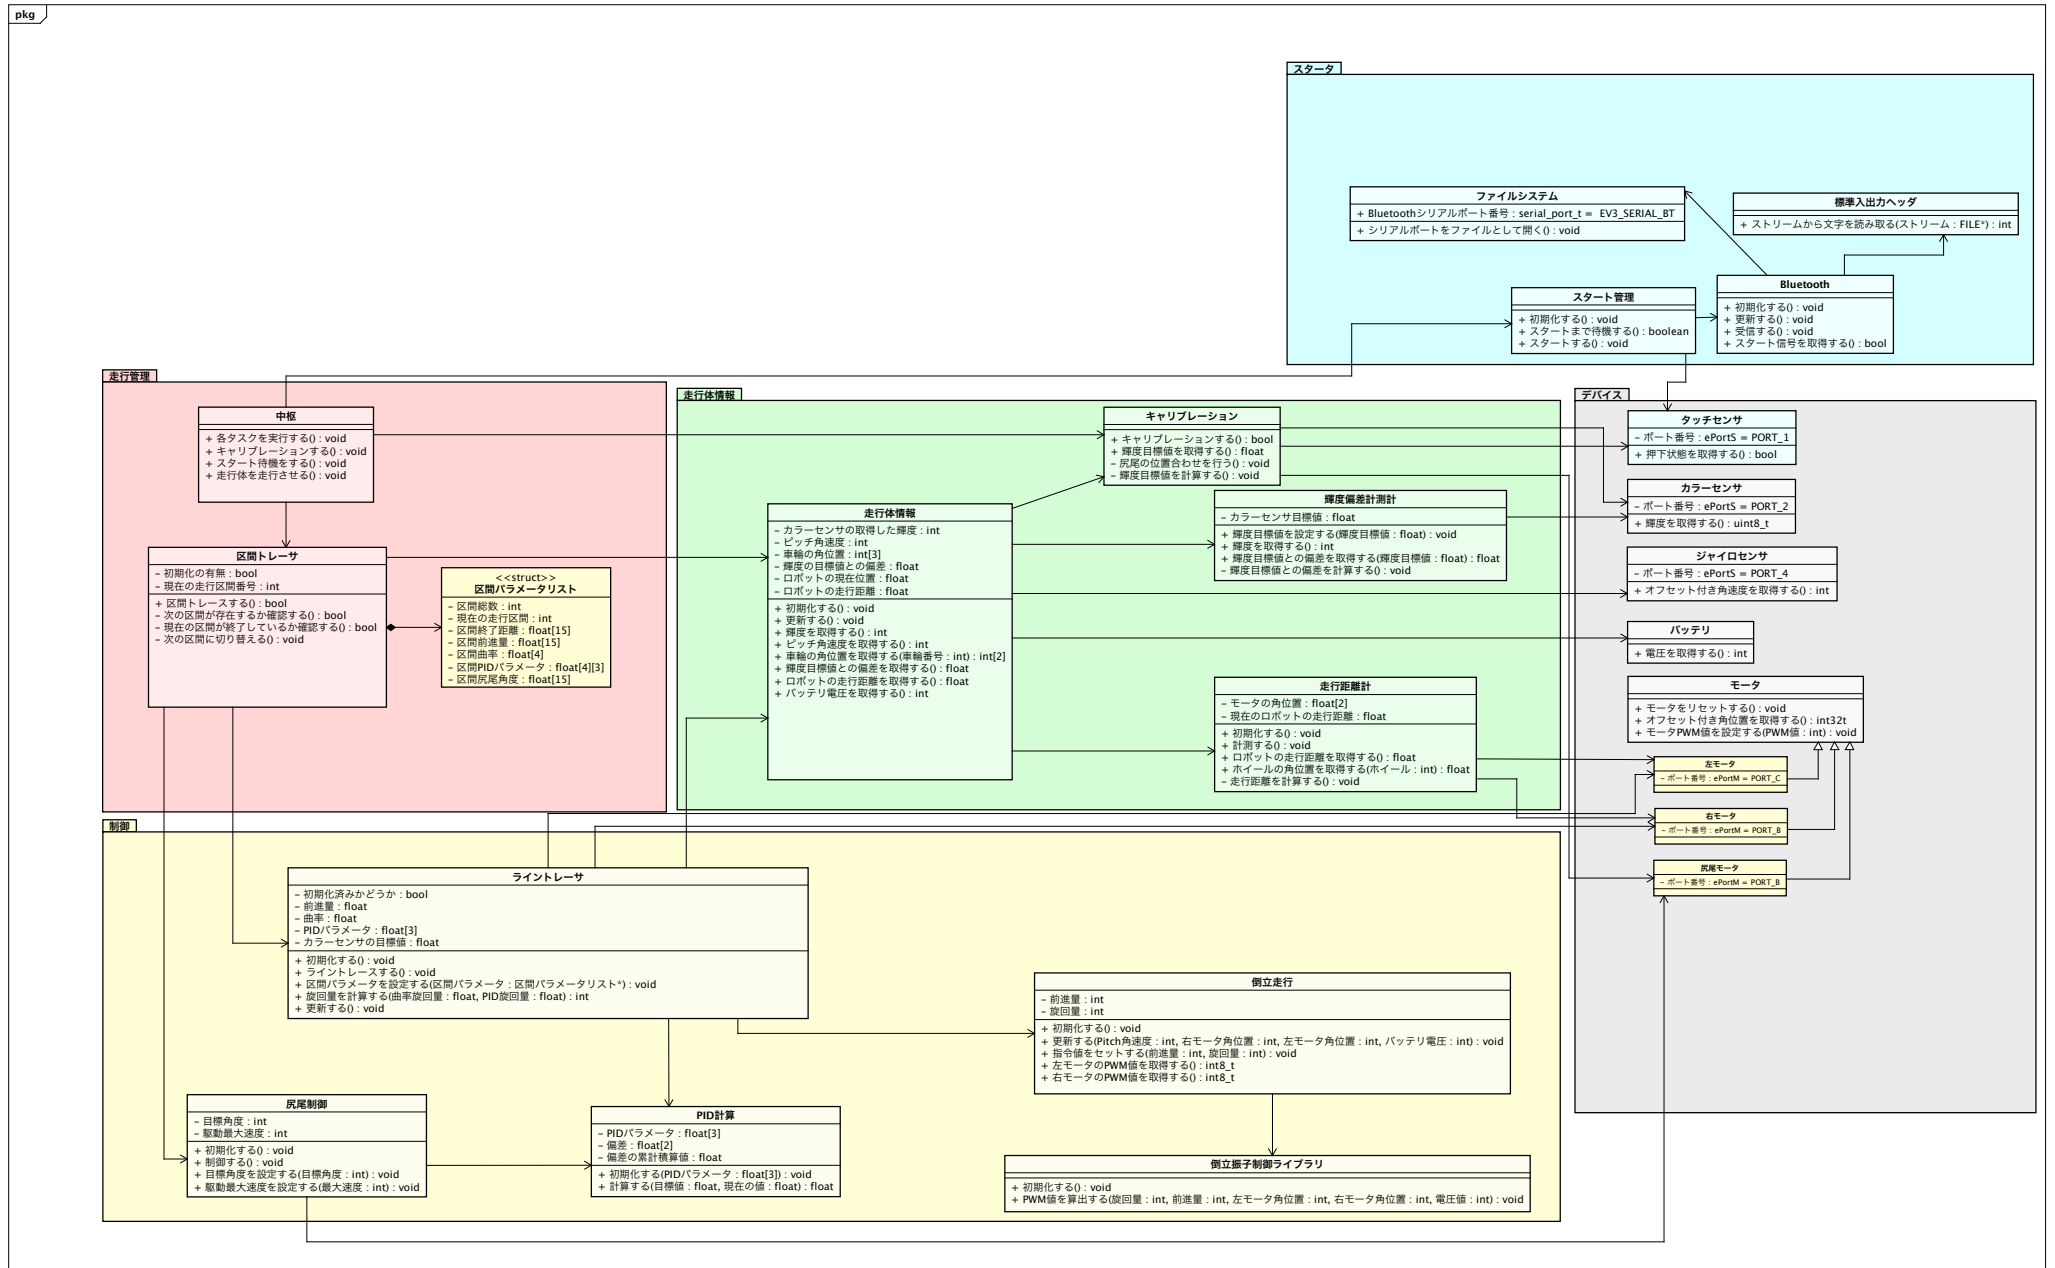 pkg
スタータ
ファイルシステム
+ Bluetoothシリアルポート番号 : serial_port_t = EV3_SERIAL_BT
+ シリアルポートをファイルとして開く() : void
標準入出力ヘッダ
+ ストリームから文字を読み取る(ストリーム : FILE*) : int
スタート管理
+ 初期化する() : void
+ スタートまで待機する() : boolean
+ スタートする() : void
Bluetooth
+ 初期化する() : void
+ 更新する() : void
+ 受信する() : void
+ スタート信号を取得する() : bool
走行管理
中枢
+ 各タスクを実行する() : void
+ キャリブレーションする() : void
+ スタート待機をする() : void
+ 走行体を走行させる() : void
区間トレーサ
– 初期化の有無 : bool
– 現在の走行区間番号 : int
+ 区間トレースする() : bool
– 次の区間が存在するか確認する() : bool
– 現在の区間が終了しているか確認する() : bool
– 次の区間に切り替える() : void
<<struct>>
区間パラメータリスト
– 区間総数 : int
– 現在の走行区間 : int
– 区間終了距離 : float[15]
– 区間前進量 : float[15]
– 区間曲率 : float[4]
– 区間PIDパラメータ : float[4][3]
– 区間尻尾角度 : float[15]
走行体情報
キャリブレーション
+ キャリブレーションする() : bool
+ 輝度目標値を取得する() : float
– 尻尾の位置合わせを行う() : void
– 輝度目標値を計算する() : void
走行体情報
– カラーセンサの取得した輝度 : int
– ピッチ角速度 : int
– 車輪の角位置 : int[3]
– 輝度の目標値との偏差 : float
– ロボットの現在位置 : float
– ロボットの走行距離 : float
+ 初期化する() : void
+ 更新する() : void
+ 輝度を取得する() : int
+ ピッチ角速度を取得する() : int
+ 車輪の角位置を取得する(車輪番号 : int) : int[2]
+ 輝度目標値との偏差を取得する() : float
+ ロボットの走行距離を取得する() : float
+ バッテリ電圧を取得する() : int
輝度偏差計測計
– カラーセンサ目標値 : float
+ 輝度目標値を設定する(輝度目標値 : float) : void
+ 輝度を取得する() : int
+ 輝度目標値との偏差を取得する(輝度目標値 : float) : float
– 輝度目標値との偏差を計算する() : void
走行距離計
– モータの角位置 : float[2]
– 現在のロボットの走行距離 : float
+ 初期化する() : void
+ 計測する() : void
+ ロボットの走行距離を取得する() : float
+ ホイールの角位置を取得する(ホイール : int) : float
– 走行距離を計算する() : void
デバイス
タッチセンサ
– ポート番号 : ePortS = PORT_1
+ 押下状態を取得する() : bool
カラーセンサ
– ポート番号 : ePortS = PORT_2
+ 輝度を取得する() : uint8_t
ジャイロセンサ
– ポート番号 : ePortS = PORT_4
+ オフセット付き角速度を取得する() : int
バッテリ
+ 電圧を取得する() : int
モータ
+ モータをリセットする() : void
+ オフセット付き角位置を取得する() : int32t
+ モータPWM値を設定する(PWM値 : int) : void
左モータ
– ポート番号 : ePortM = PORT_C
右モータ
– ポート番号 : ePortM = PORT_B
尻尾モータ
– ポート番号 : ePortM = PORT_B
制御
ライントレーサ
– 初期化済みかどうか : bool
– 前進量 : float
– 曲率 : float
– PIDパラメータ : float[3]
– カラーセンサの目標値 : float
+ 初期化する() : void
+ ライントレースする() : void
+ 区間パラメータを設定する(区間パラメータ : 区間パラメータリスト*) : void
+ 旋回量を計算する(曲率旋回量 : float, PID旋回量 : float) : int
+ 更新する() : void
倒立走行
– 前進量 : int
– 旋回量 : int
+ 初期化する() : void
+ 更新する(Pitch角速度 : int, 右モータ角位置 : int, 左モータ角位置 : int, バッテリ電圧 : int) : void
+ 指令値をセットする(前進量 : int, 旋回量 : int) : void
+ 左モータのPWM値を取得する() : int8_t
+ 右モータのPWM値を取得する() : int8_t
尻尾制御
– 目標角度 : int
– 駆動最大速度 : int
+ 初期化する() : void
+ 制御する() : void
+ 目標角度を設定する(目標角度 : int) : void
+ 駆動最大速度を設定する(最大速度 : int) : void
PID計算
– PIDパラメータ : float[3]
– 偏差 : float[2]
– 偏差の累計積算値 : float
+ 初期化する(PIDパラメータ : float[3]) : void
+ 計算する(目標値 : float, 現在の値 : float) : float
倒立振子制御ライブラリ
+ 初期化する() : void
+ PWM値を算出する(旋回量 : int, 前進量 : int, 左モータ角位置 : int, 右モータ角位置 : int, 電圧値 : int) : void